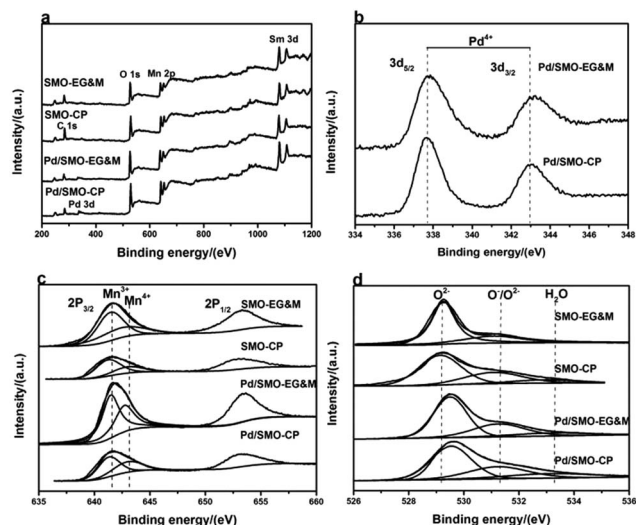 a
Sm 3d
O 1s
Mn 2p
SMO-EG&M
SMO-CP
C 1s
Pd/SMO-EG&M
Pd/SMO-CP
Pd 3d
Intensity/(a.u.)
200 400 600 800 1000 1200
Binding energy/(eV)
b
Pd⁴⁺
3d₅/₂
3d₃/₂
Pd/SMO-EG&M
Pd/SMO-CP
Intensity/(a.u.)
334 336 338 340 342 344 346 348
Binding energy/(eV)
c
Mn³⁺
2P₃/₂
Mn⁴⁺
2P₁/₂
SMO-EG&M
SMO-CP
Pd/SMO-EG&M
Pd/SMO-CP
Intensity/(a.u.)
635 640 645 650 655 660
Binding energy/(eV)
d
O²⁻
O⁻/O²⁻
H₂O
SMO-EG&M
SMO-CP
Pd/SMO-EG&M
Pd/SMO-CP
Intensity/(a.u.)
526 528 530 532 534 536
Binding energy/(eV)